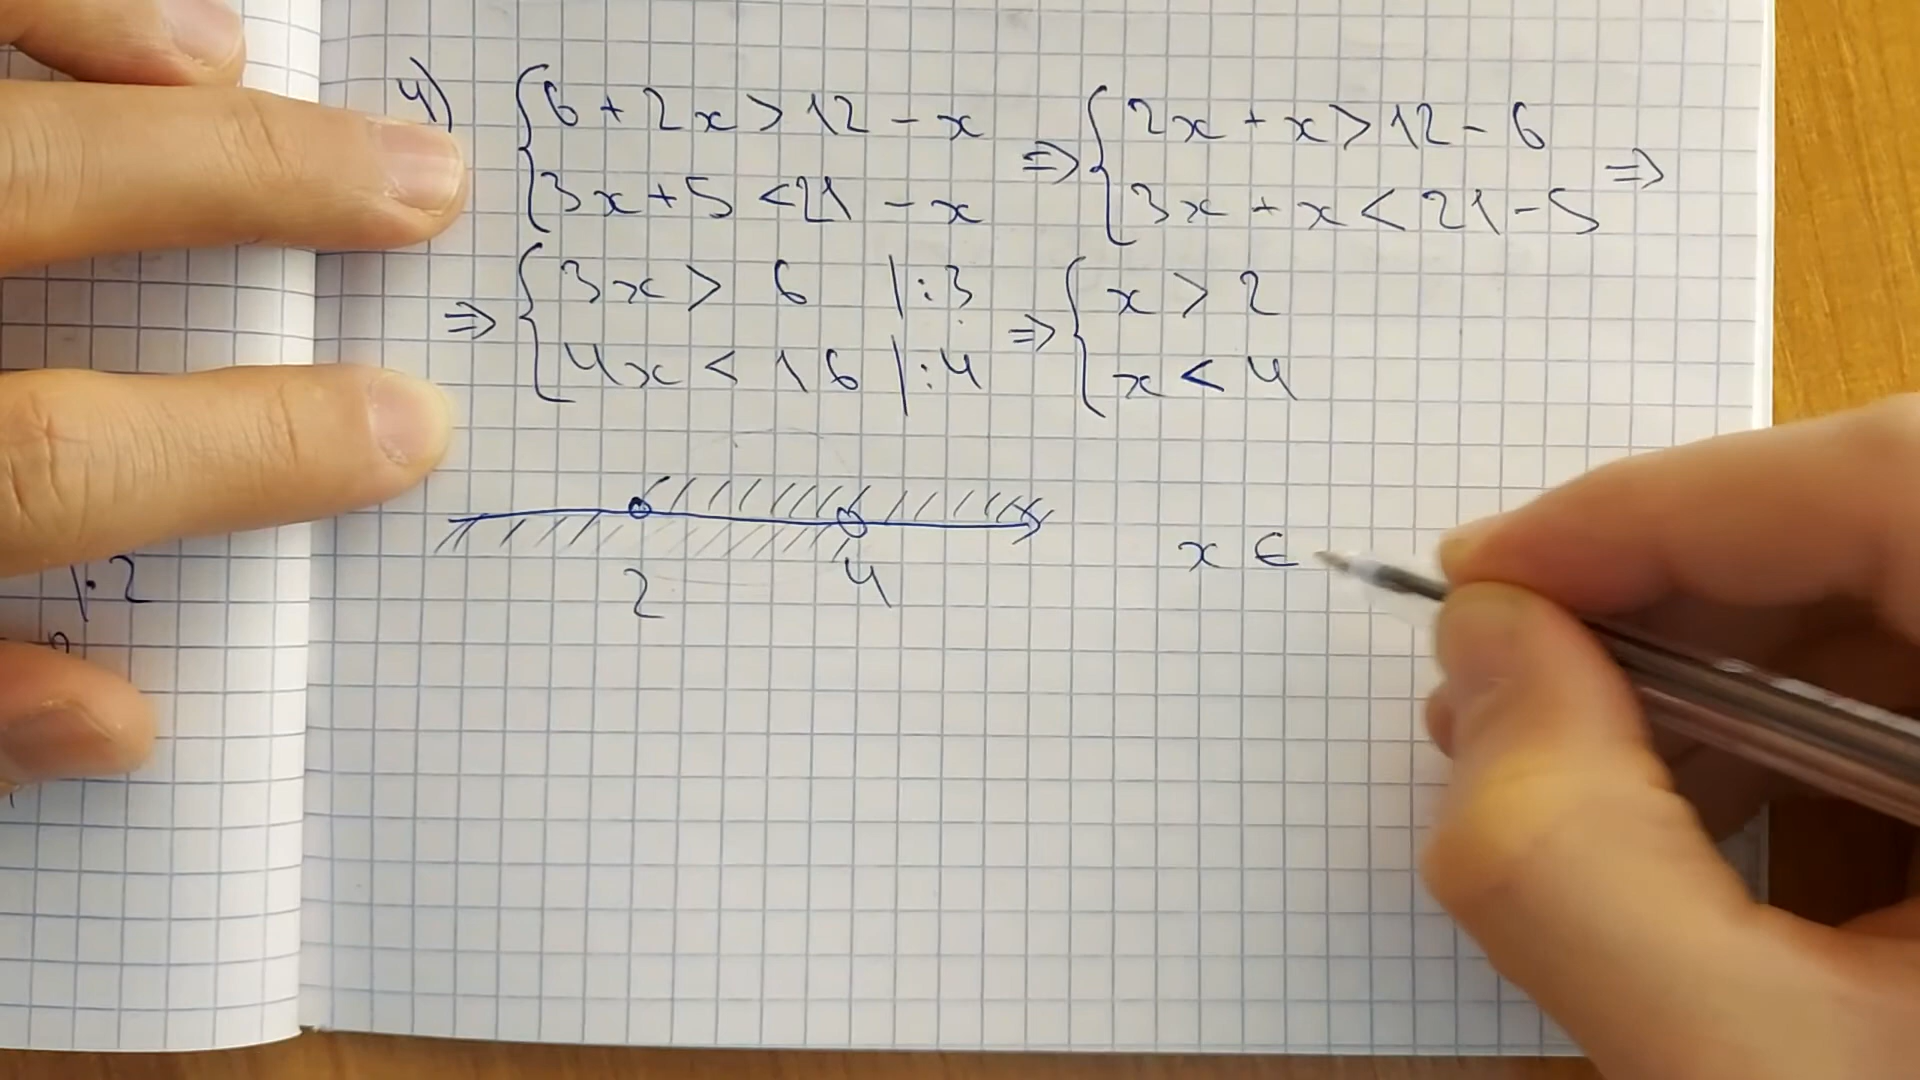 4) { 6 + 2x > 12 - x ⇒ { 2x + x > 12 - 6
{ 3x + 5 < 21 - x { 3x + x < 21 - 5 ⇒
⇒ { 3x > 6 |:3 ⇒ { x > 2
{ 4x < 16 |:4 { x < 4
x ∈
2 4
|:2